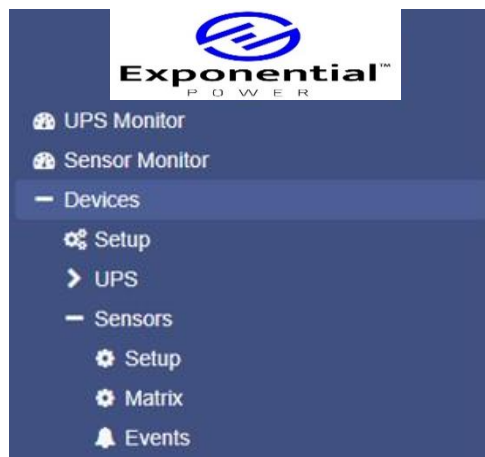 Exponential™
POWER
UPS Monitor
Sensor Monitor
Devices
Setup
UPS
Sensors
Setup
Matrix
Events